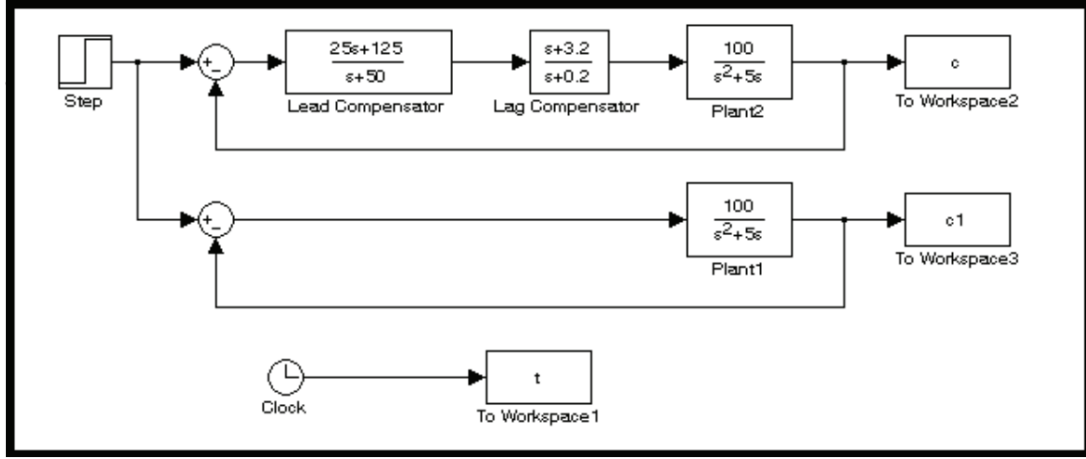 Step
+
−
25s+125
s+50
Lead Compensator
s+3.2
s+0.2
Lag Compensator
100
s²+5s
Plant2
c
To Workspace2
+
−
100
s²+5s
Plant1
c1
To Workspace3
Clock
t
To Workspace1